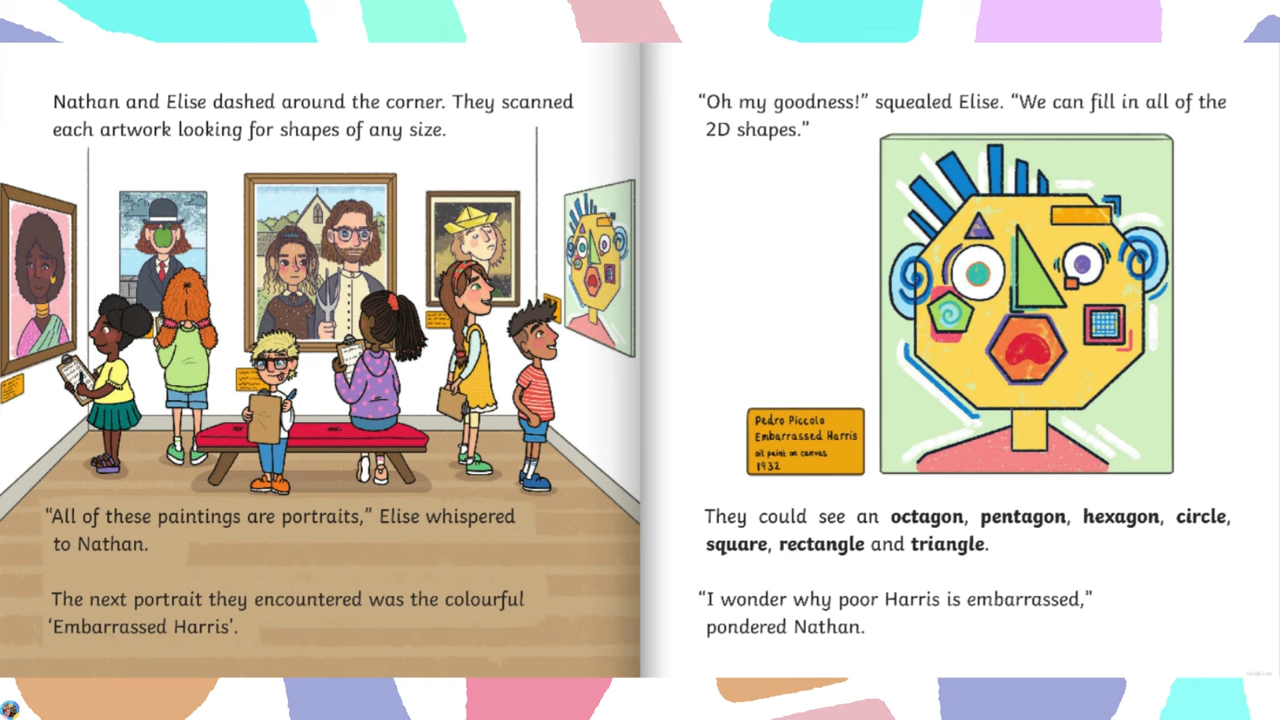 Nathan and Elise dashed around the corner. They scanned
each artwork looking for shapes of any size.
“All of these paintings are portraits,” Elise whispered
to Nathan.
The next portrait they encountered was the colourful
‘Embarrassed Harris’.
“Oh my goodness!” squealed Elise. “We can fill in all of the
2D shapes.”
Pedro Piccolo
Embarrassed Harris
oil paint on canvas
1932
They could see an octagon, pentagon, hexagon, circle,
square, rectangle and triangle.
“I wonder why poor Harris is embarrassed,”
pondered Nathan.